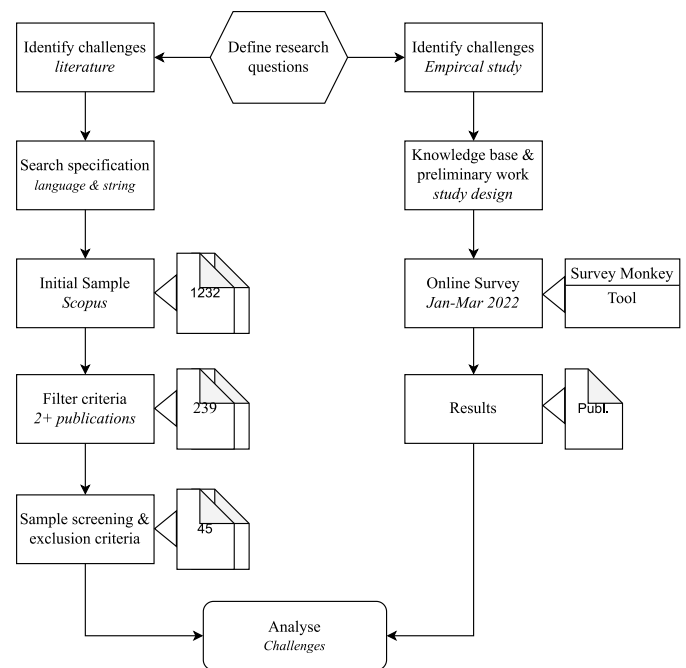 Define research
questions
Identify challenges
literature
Search specification
language & string
Initial Sample
Scopus
1232
Filter criteria
2+ publications
239
Sample screening &
exclusion criteria
45
Identify challenges
Empircal study
Knowledge base &
preliminary work
study design
Online Survey
Jan-Mar 2022
Survey Monkey
Tool
Results
Publ.
Analyse
Challenges